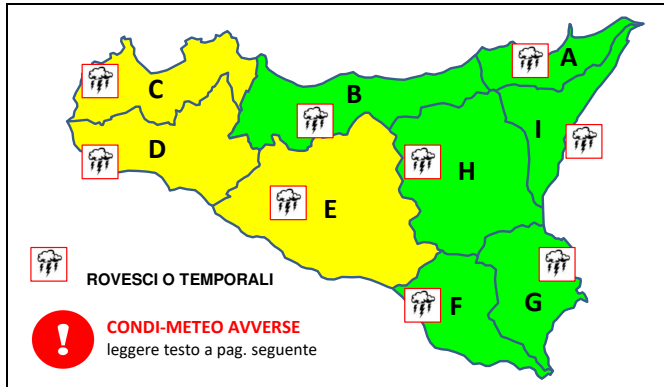 A
C
B
I
D
H
E
ROVESCI O TEMPORALI
F
G
!
CONDI-METEO AVVERSE
leggere testo a pag. seguente